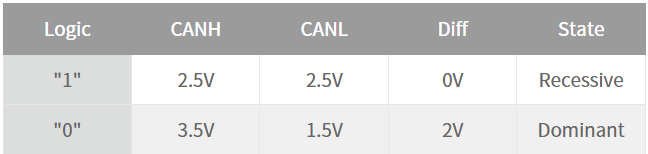 Logic CANH CANL Diff State
"1" 2.5V 2.5V 0V Recessive
"0" 3.5V 1.5V 2V Dominant